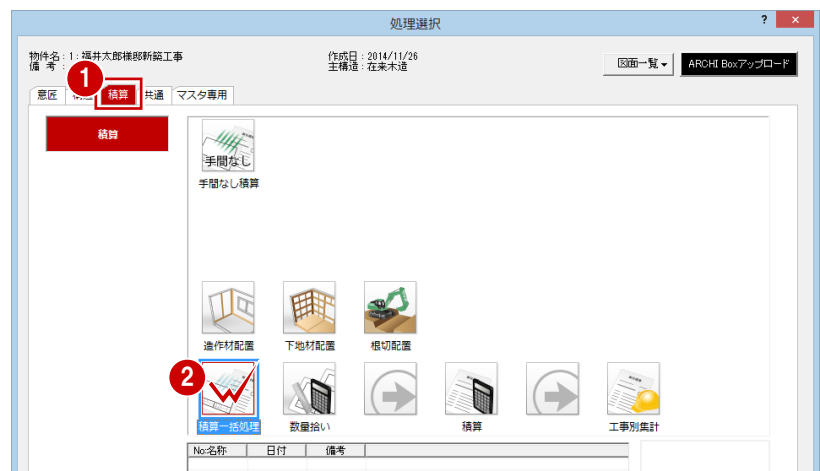 処理選択
? ×
物件名：1：福井太郎様邸新築工事
作成日：2014/11/26
備 考：
主構造：在来木造
図面一覧
ARCHI Boxアップロード
1
意匠
積算
共通
マスタ専用
積算
手間なし
手間なし積算
造作材配置
下地材配置
根切配置
2
積算一括処理
数量拾い
積算
工事別集計
No:名称
日付
備考